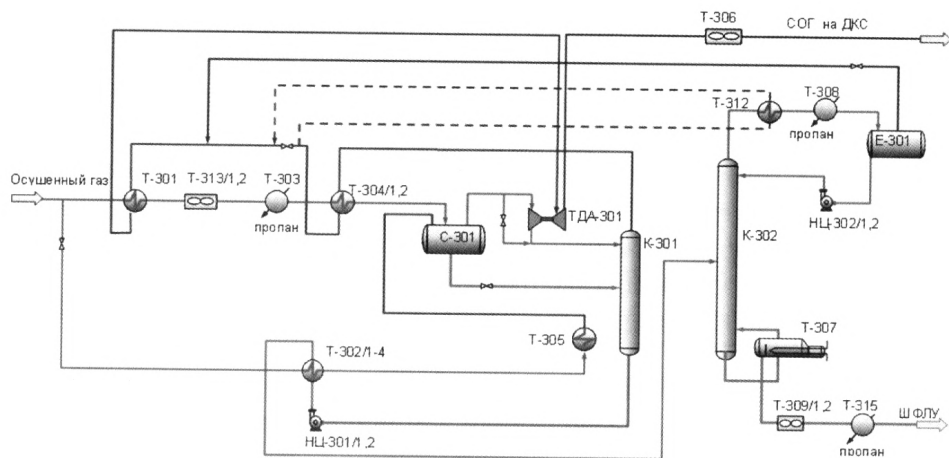 Т-306
СОГ на ДКС
Т-312
Т-308
пропан
Е-301
Осушенный газ
Т-301
Т-313/1,2
Т-303
пропан
Т-304/1,2
С-301
ТДА-301
К-301
К-302
НЦ-302/1,2
Т-305
Т-307
Т-302/1-4
НЦ-301/1,2
Т-309/1,2
Т-315
пропан
ШФЛУ